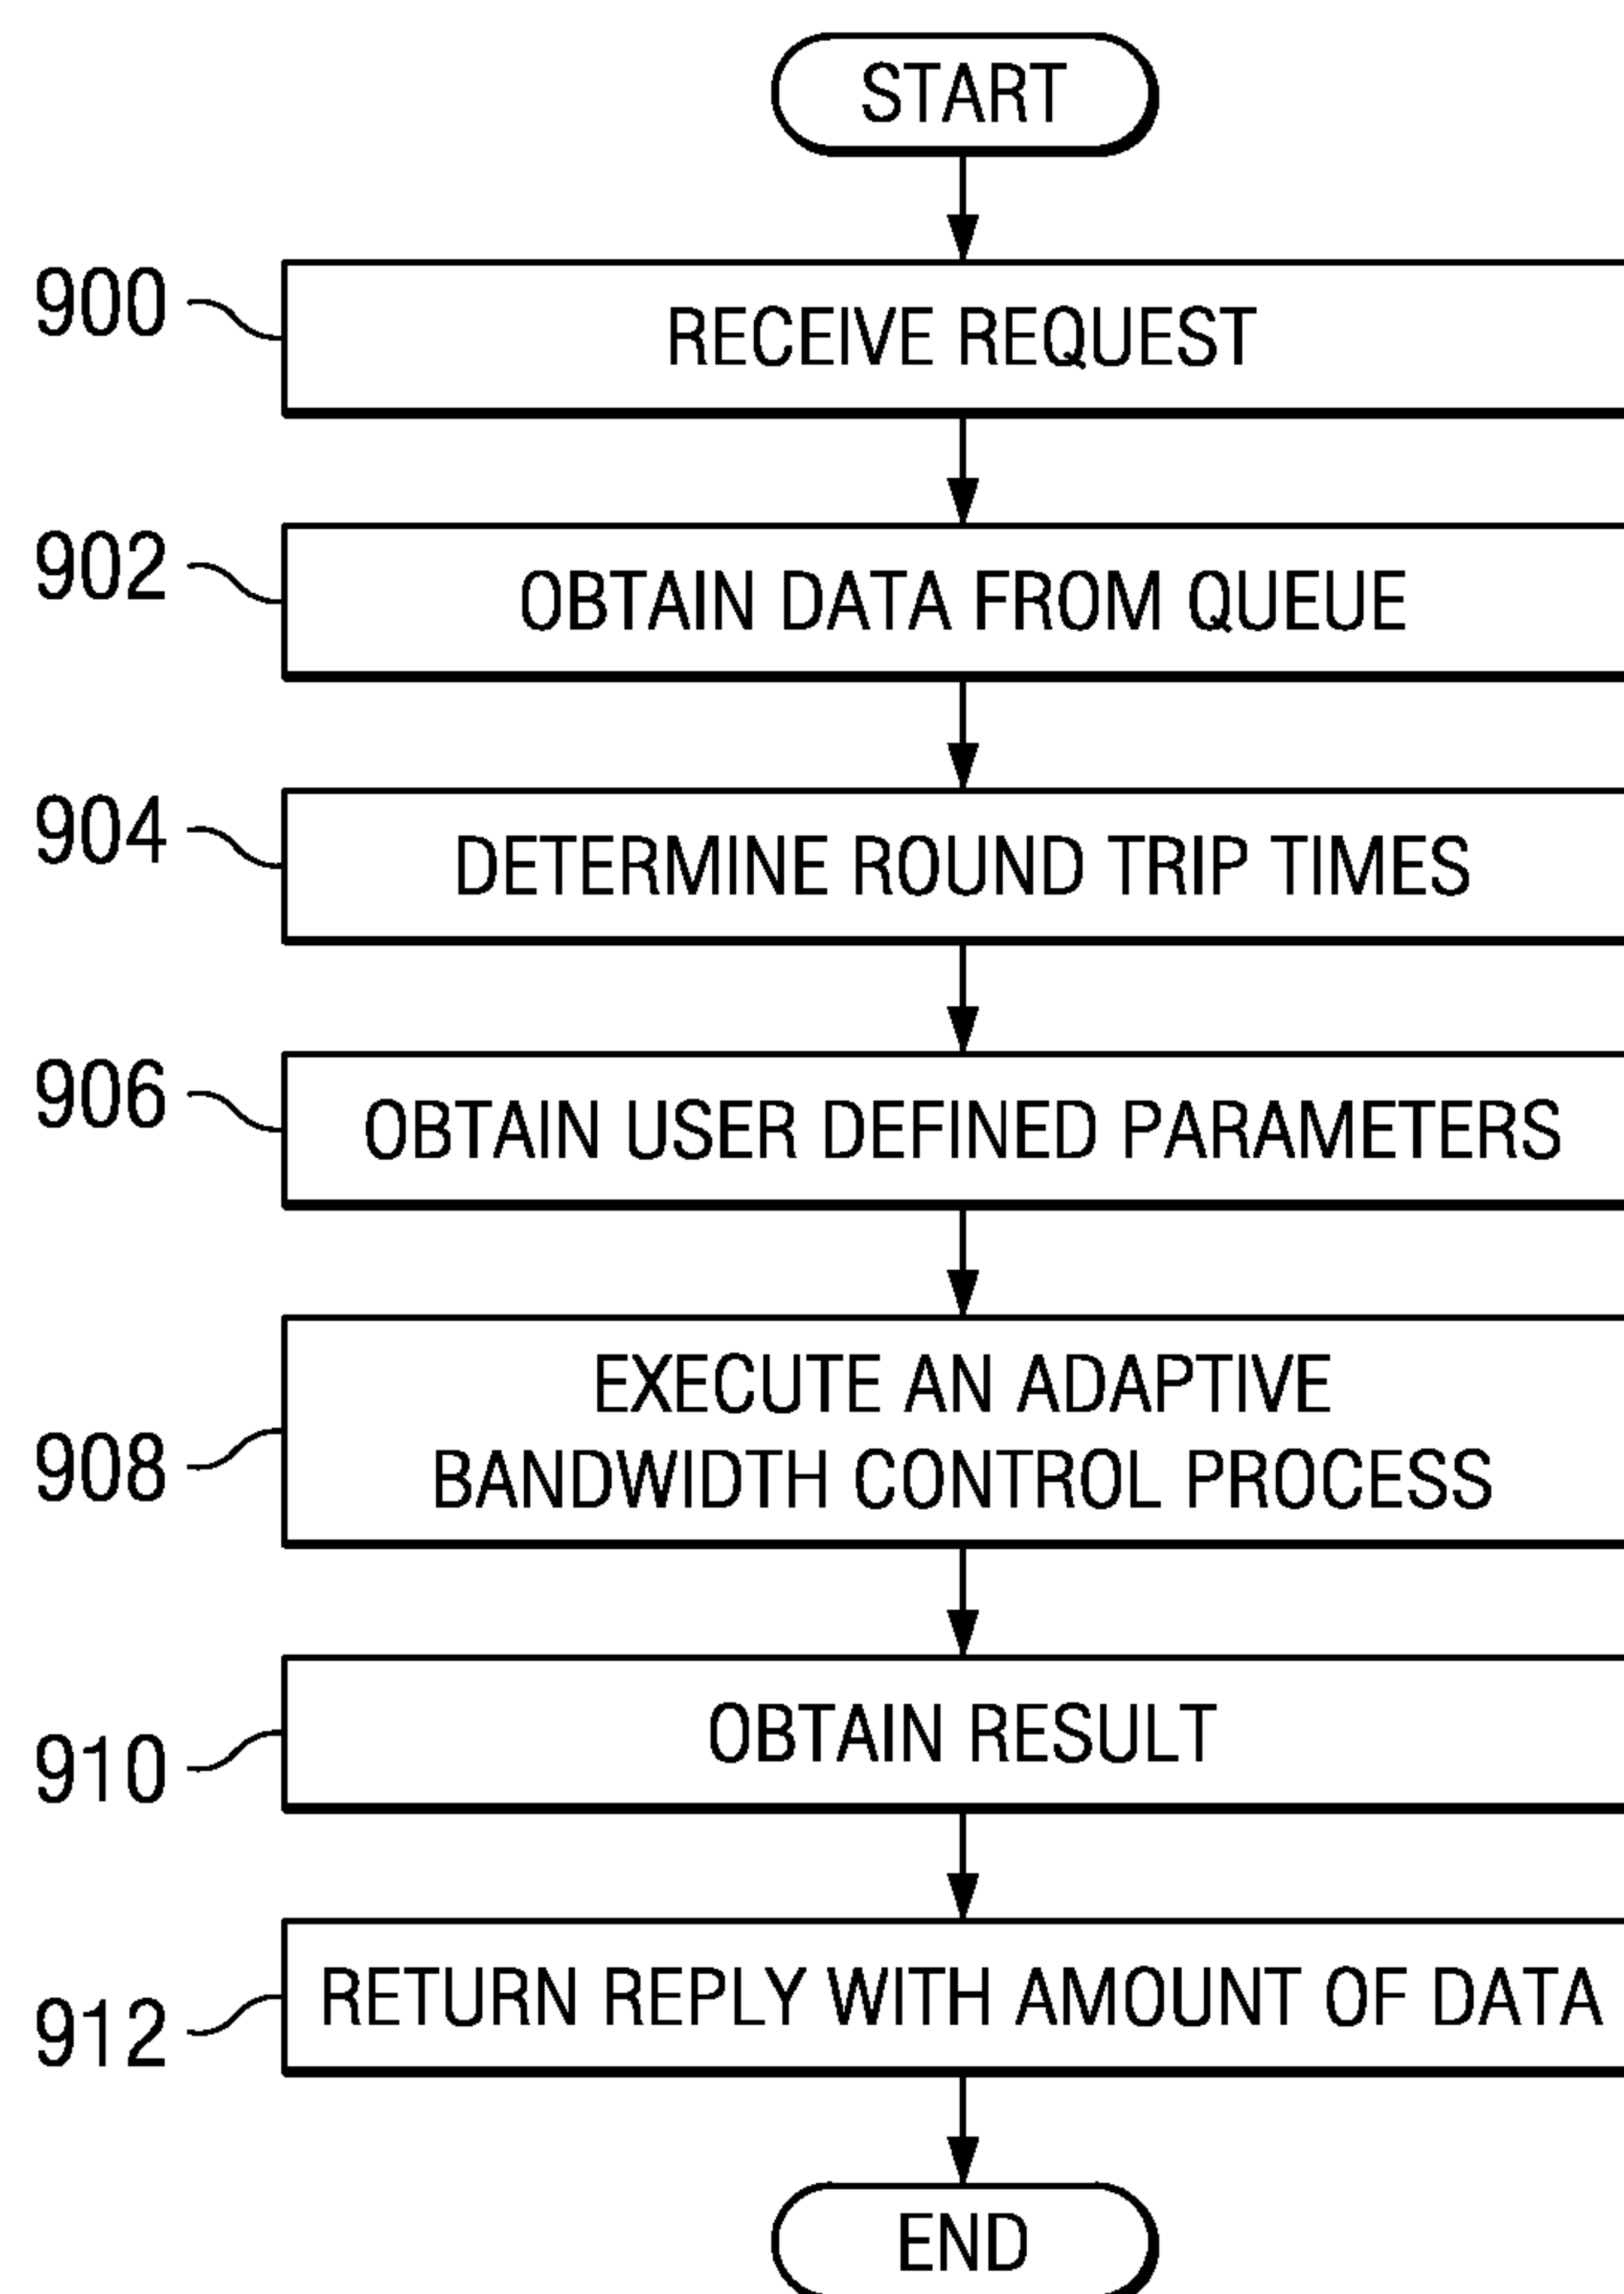 START
900
RECEIVE REQUEST
902
OBTAIN DATA FROM QUEUE
904
DETERMINE ROUND TRIP TIMES
906
OBTAIN USER DEFINED PARAMETERS
908
EXECUTE AN ADAPTIVE
BANDWIDTH CONTROL PROCESS
910
OBTAIN RESULT
912
RETURN REPLY WITH AMOUNT OF DATA
END